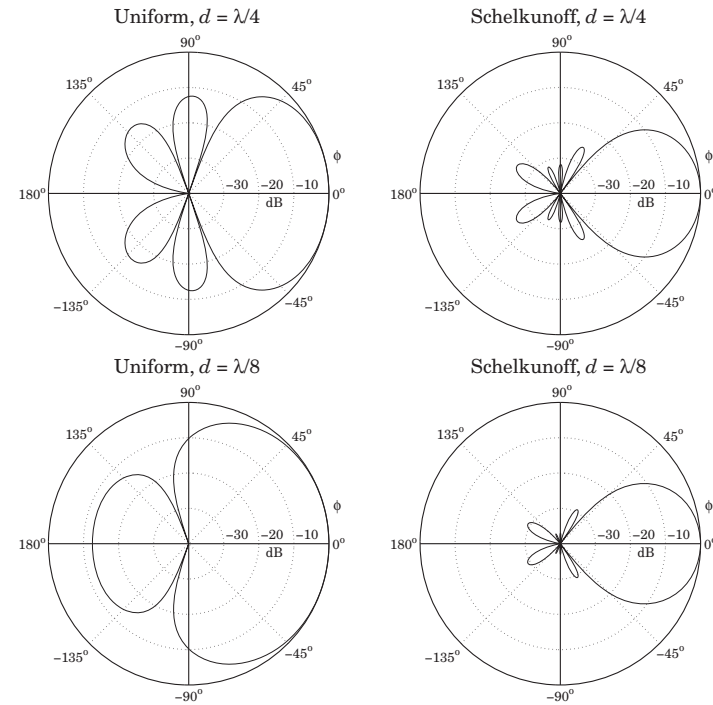 Uniform, d = λ/4
90°
135°
45°
ϕ
180°
−30 −20 −10
0°
dB
−135°
−45°
−90°
Schelkunoff, d = λ/4
90°
135°
45°
ϕ
180°
−30 −20 −10
0°
dB
−135°
−45°
−90°
Uniform, d = λ/8
90°
135°
45°
ϕ
180°
−30 −20 −10
0°
dB
−135°
−45°
−90°
Schelkunoff, d = λ/8
90°
135°
45°
ϕ
180°
−30 −20 −10
0°
dB
−135°
−45°
−90°